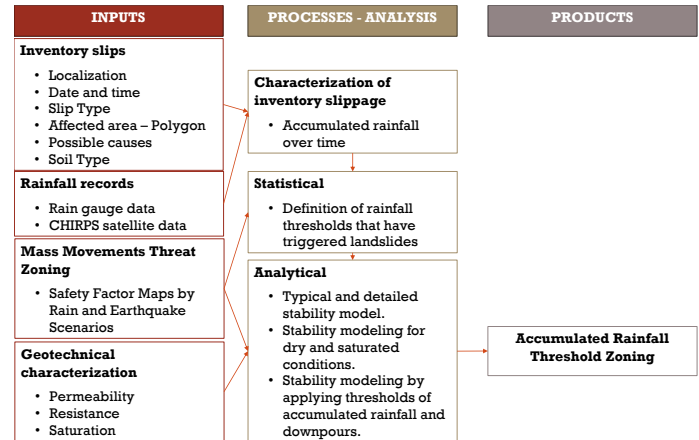 INPUTS
Inventory slips
• Localization
• Date and time
• Slip Type
• Affected area – Polygon
• Possible causes
• Soil Type
Rainfall records
• Rain gauge data
• CHIRPS satellite data
Mass Movements Threat
Zoning
• Safety Factor Maps by
Rain and Earthquake
Scenarios
Geotechnical
characterization
• Permeability
• Resistance
• Saturation
PROCESSES - ANALYSIS
Characterization of
inventory slippage
• Accumulated rainfall
over time
Statistical
• Definition of rainfall
thresholds that have
triggered landslides
Analytical
• Typical and detailed
stability model.
• Stability modeling for
dry and saturated
conditions.
• Stability modeling by
applying thresholds of
accumulated rainfall and
downpours.
PRODUCTS
Accumulated Rainfall
Threshold Zoning